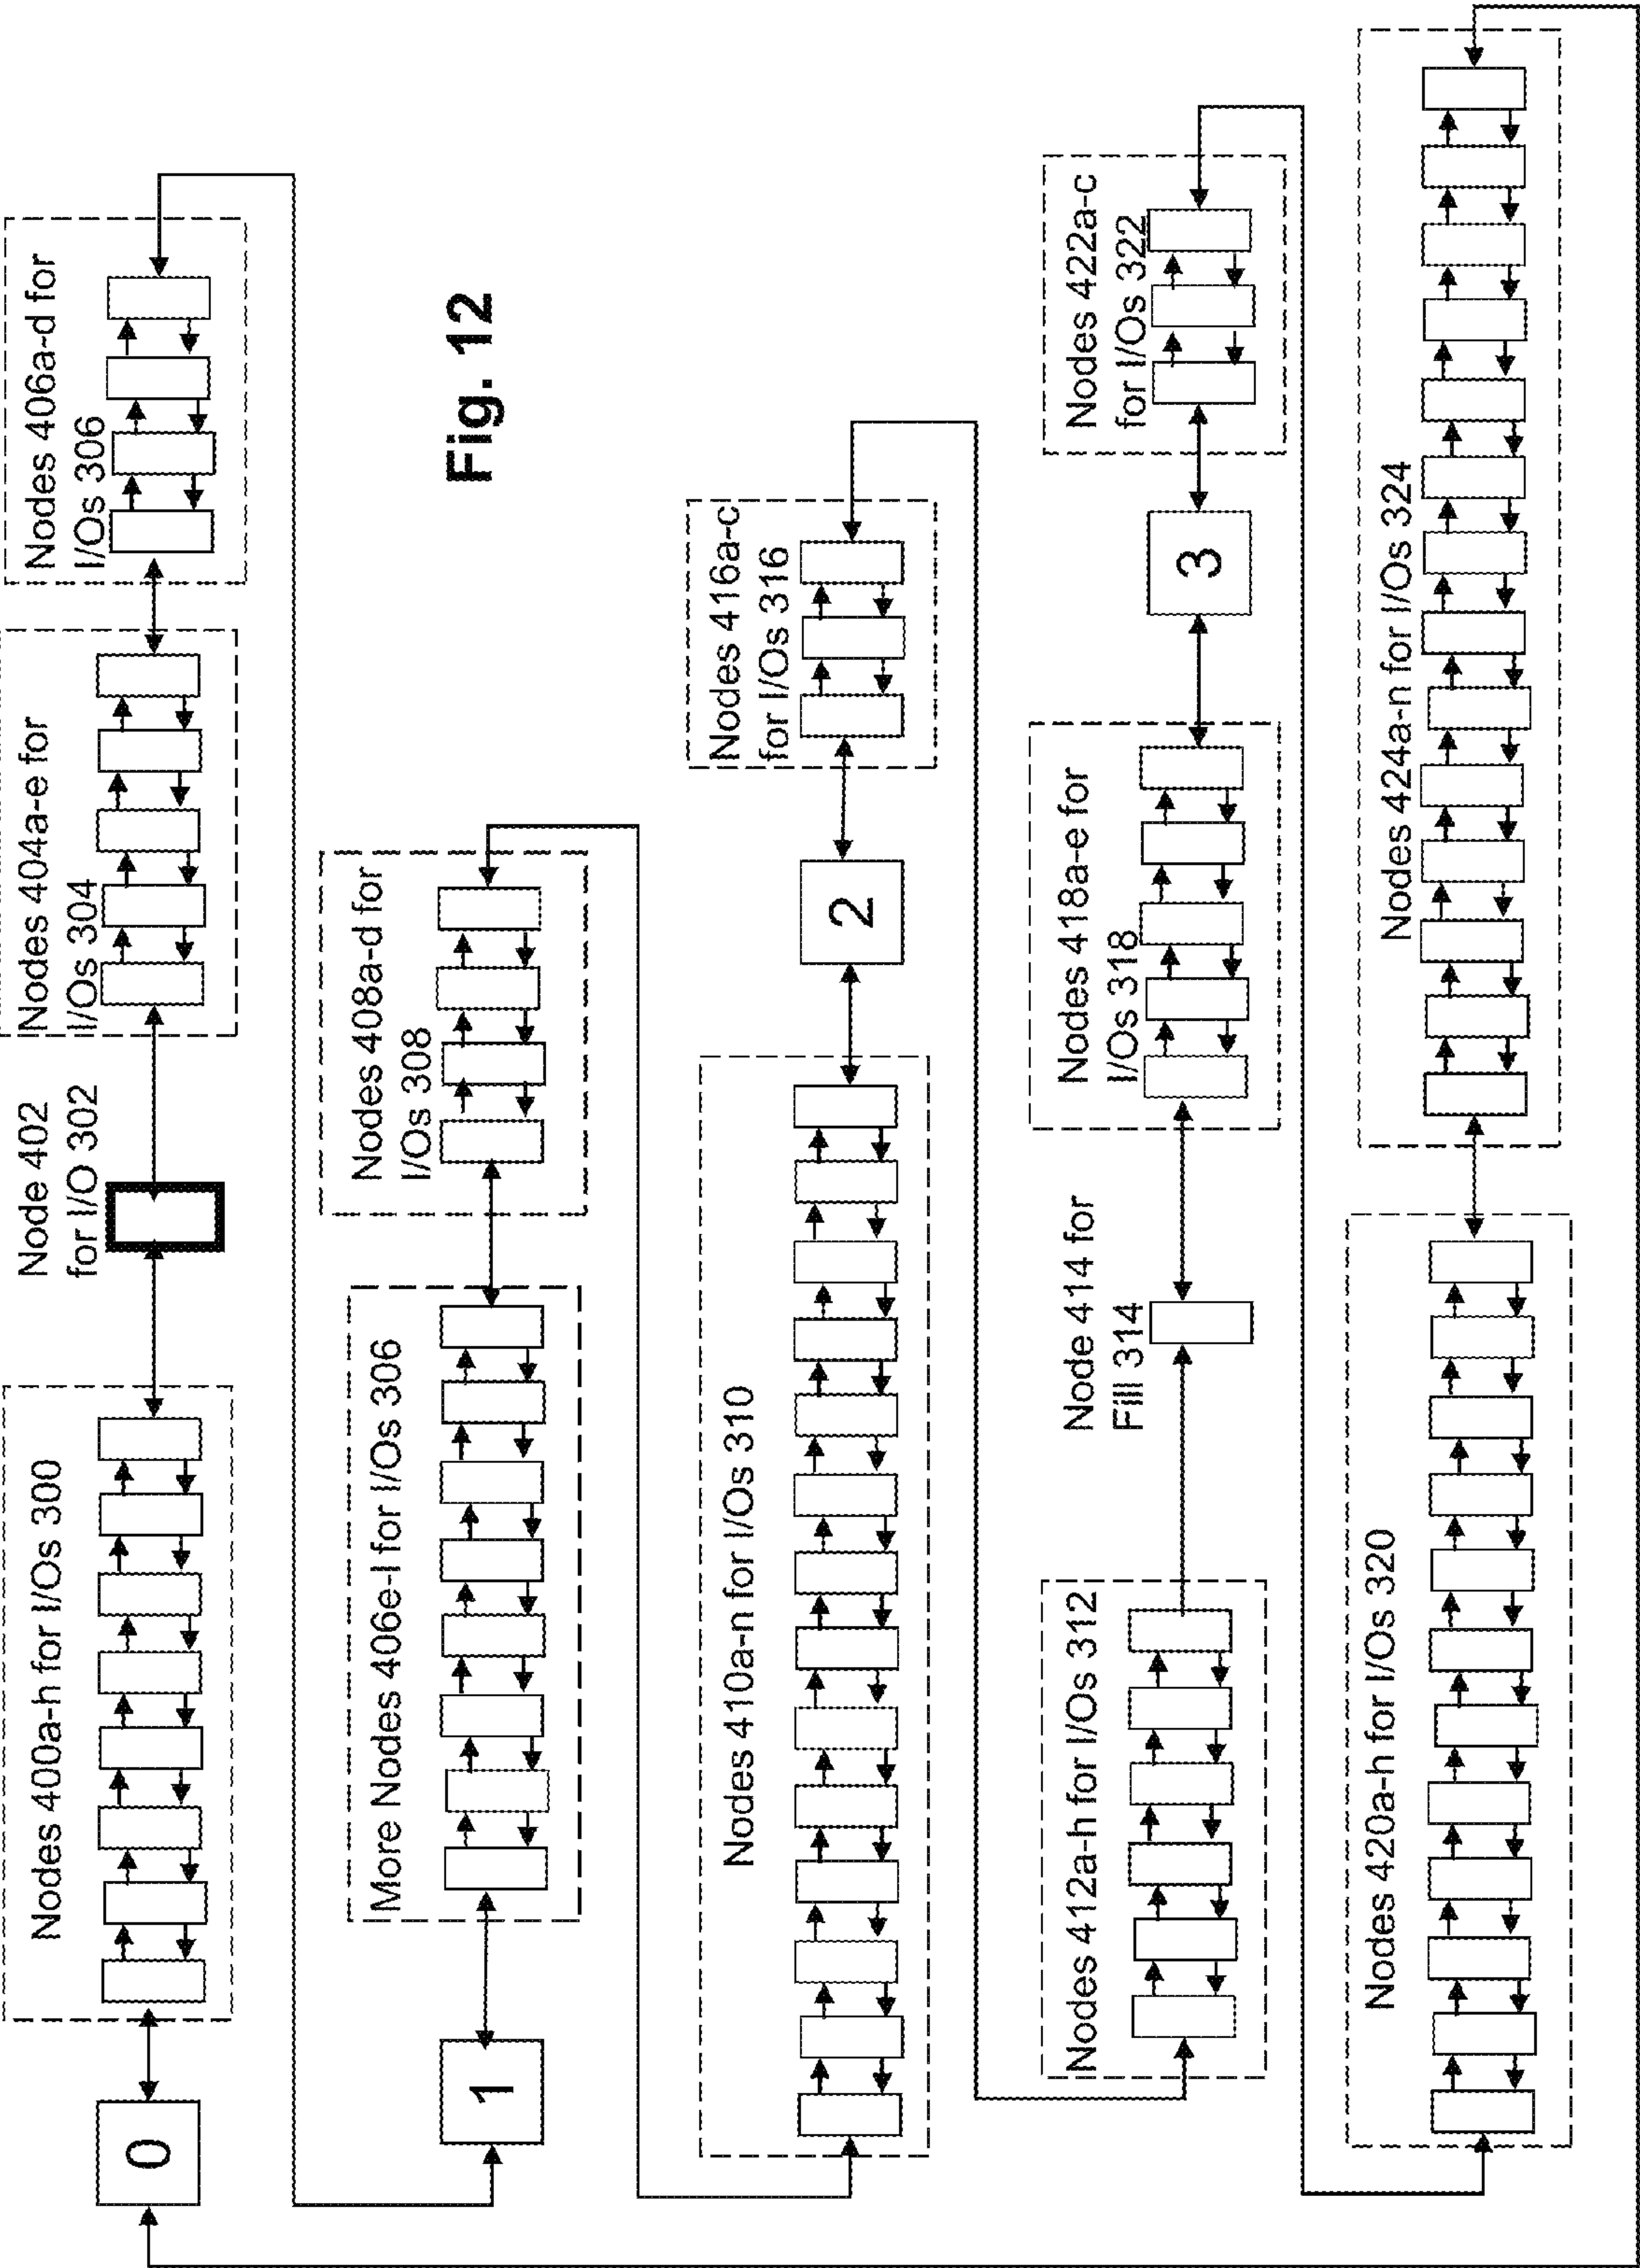 0
Nodes 400a-h for I/Os 300
Node 402
for I/O 302
Nodes 404a-e for
I/Os 304
Nodes 406a-d for
I/Os 306
1
More Nodes 406e-l for I/Os 306
Nodes 408a-d for
I/Os 308
Fig. 12
Nodes 410a-n for I/Os 310
2
Nodes 416a-c
for I/Os 316
Nodes 412a-h for I/Os 312
Node 414 for
Fill 314
Nodes 418a-e for
I/Os 318
3
Nodes 422a-c
for I/Os 322
Nodes 420a-h for I/Os 320
Nodes 424a-n for I/Os 324